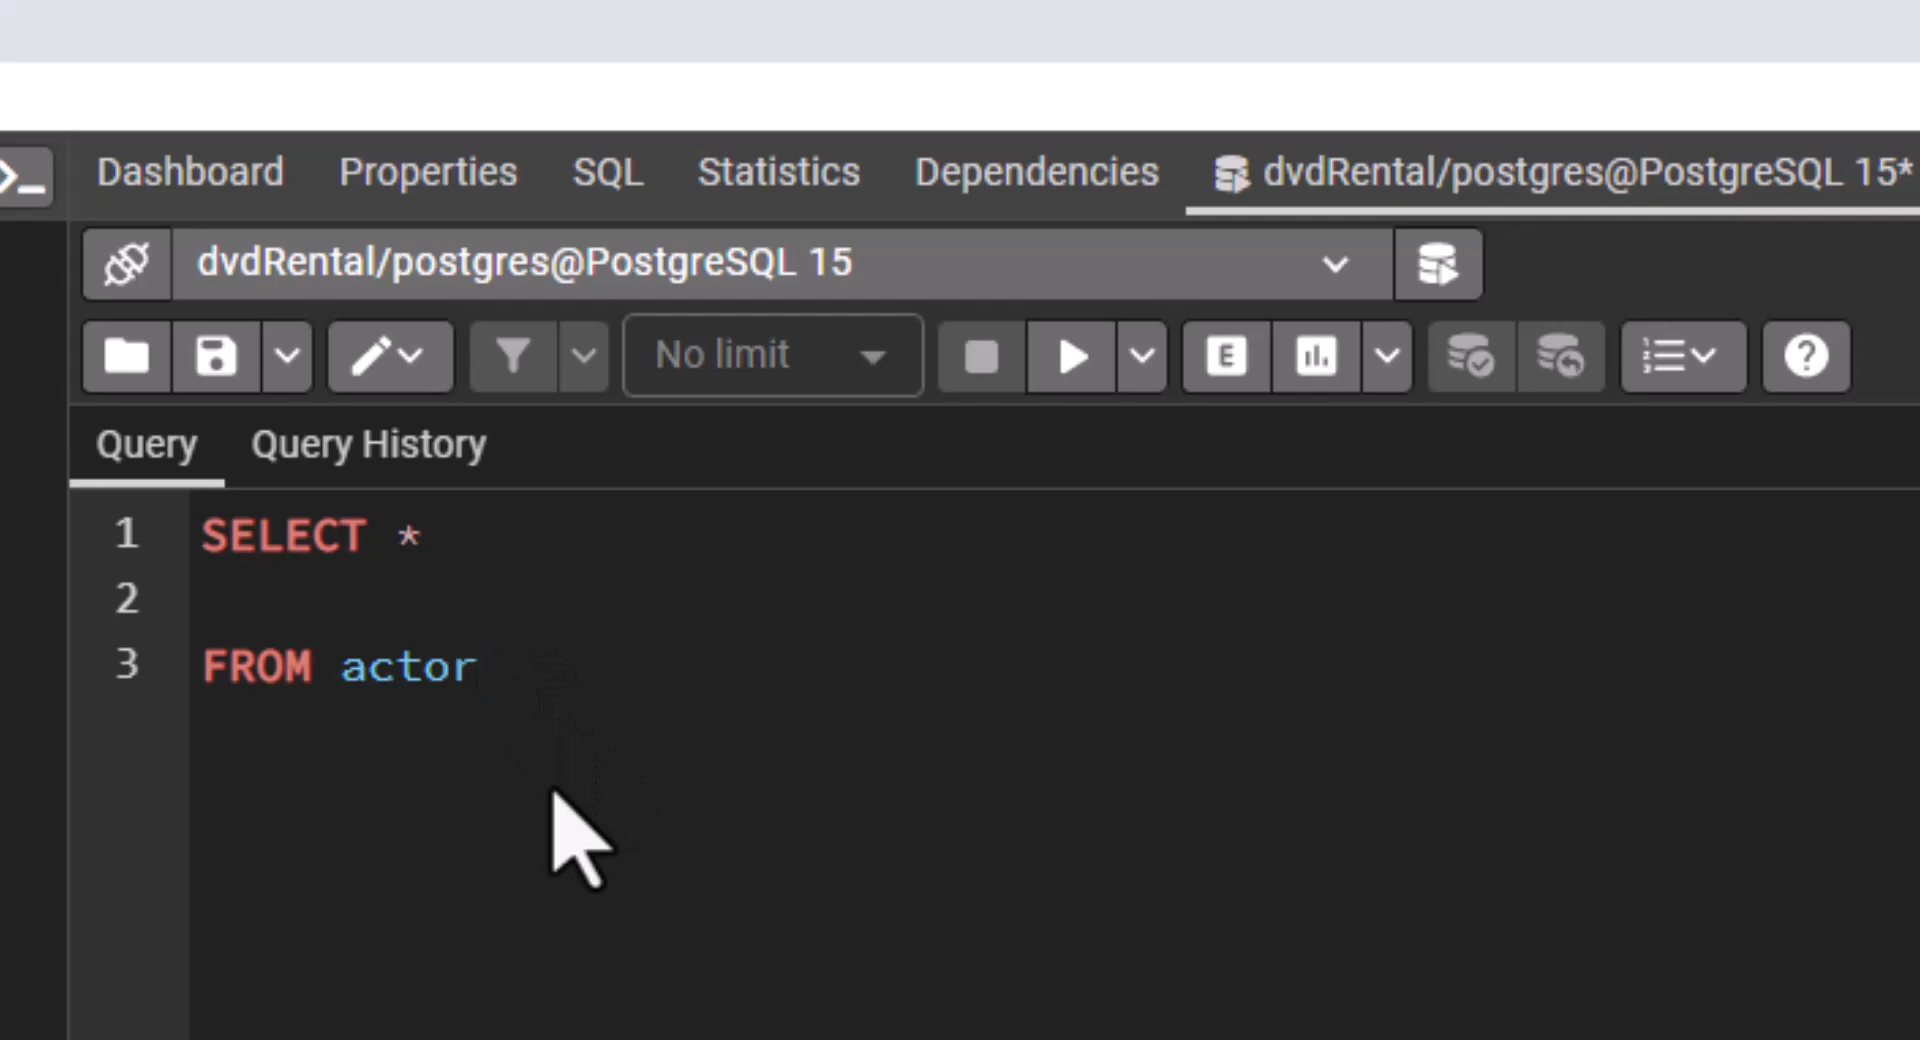 Dashboard Properties SQL Statistics Dependencies dvdRental/postgres@PostgreSQL 15*
dvdRental/postgres@PostgreSQL 15
No limit E
Query Query History
1 SELECT *
2
3 FROM actor